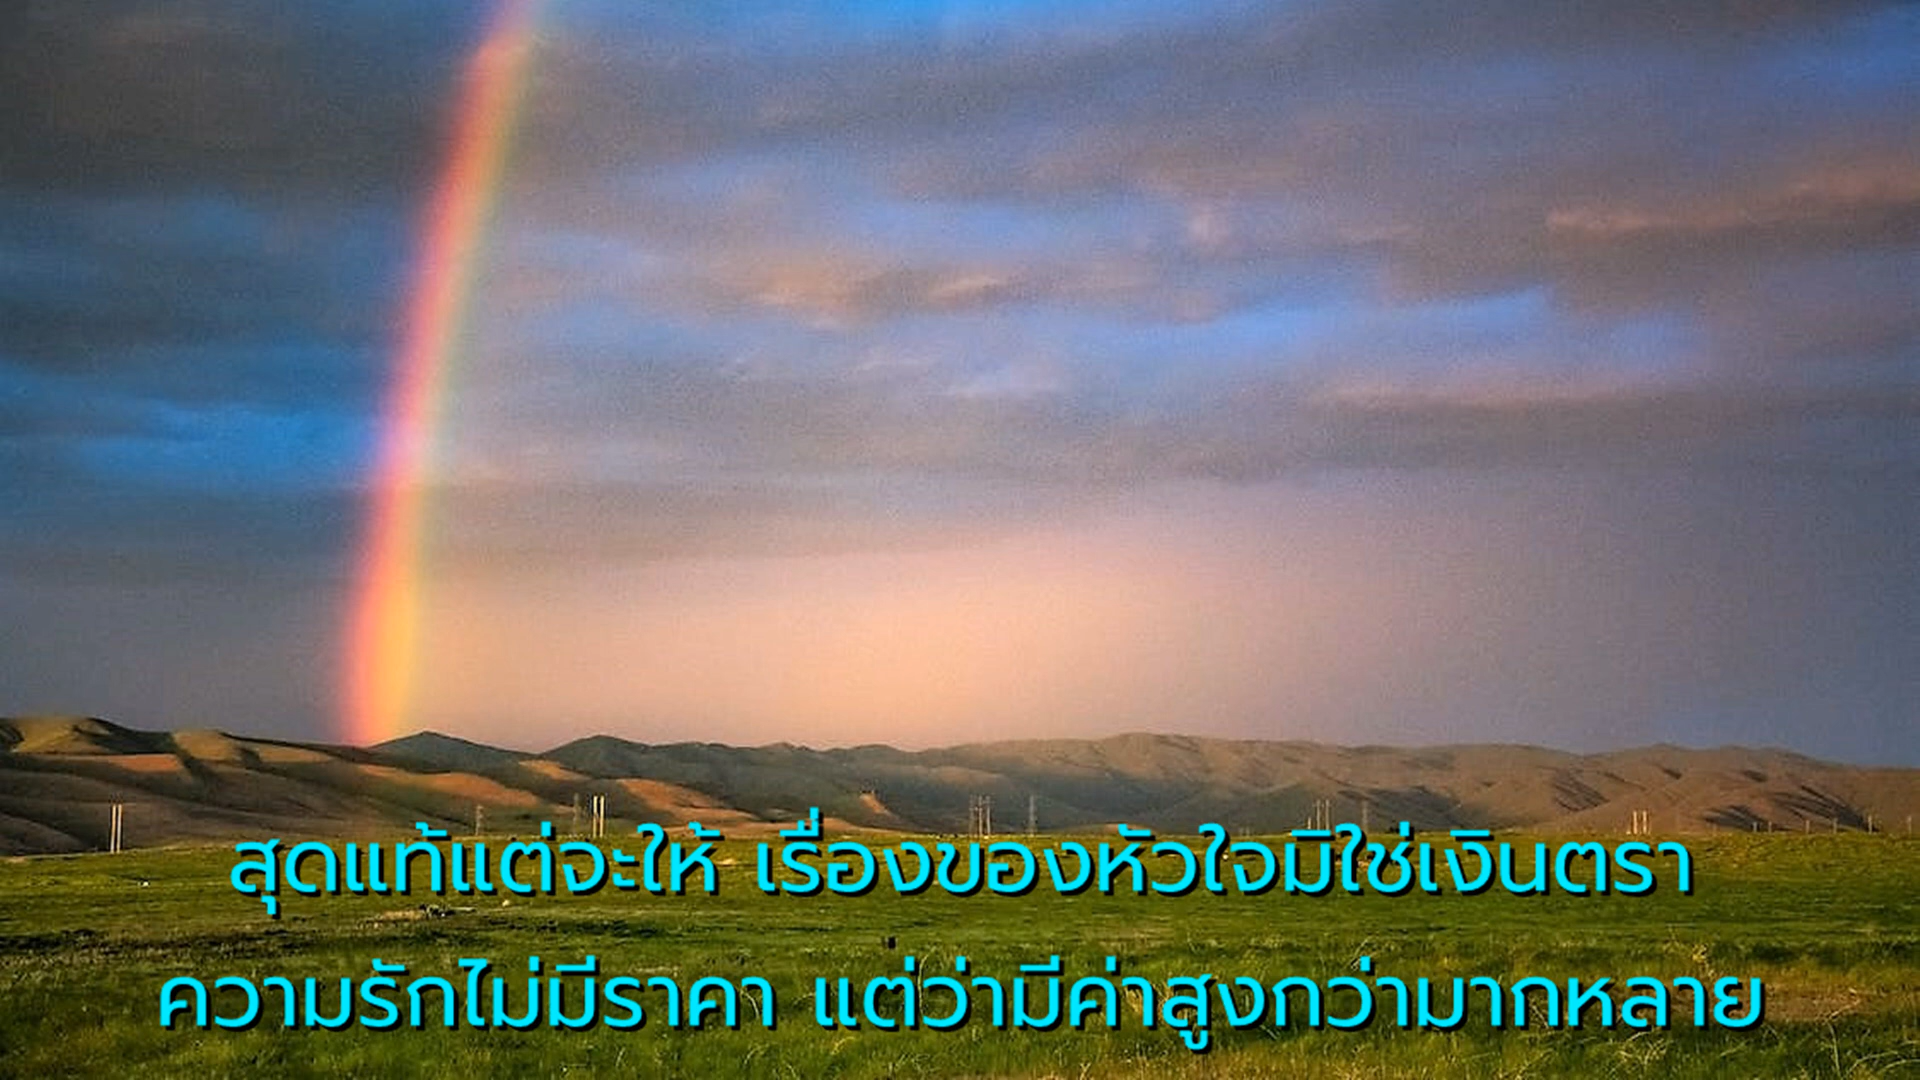 สุดแท้แต่จะให้ เรื่องของหัวใจมิใช่เงินตรา
ความรักไม่มีราคา แต่ว่ามีค่าสูงกว่ามากหลาย